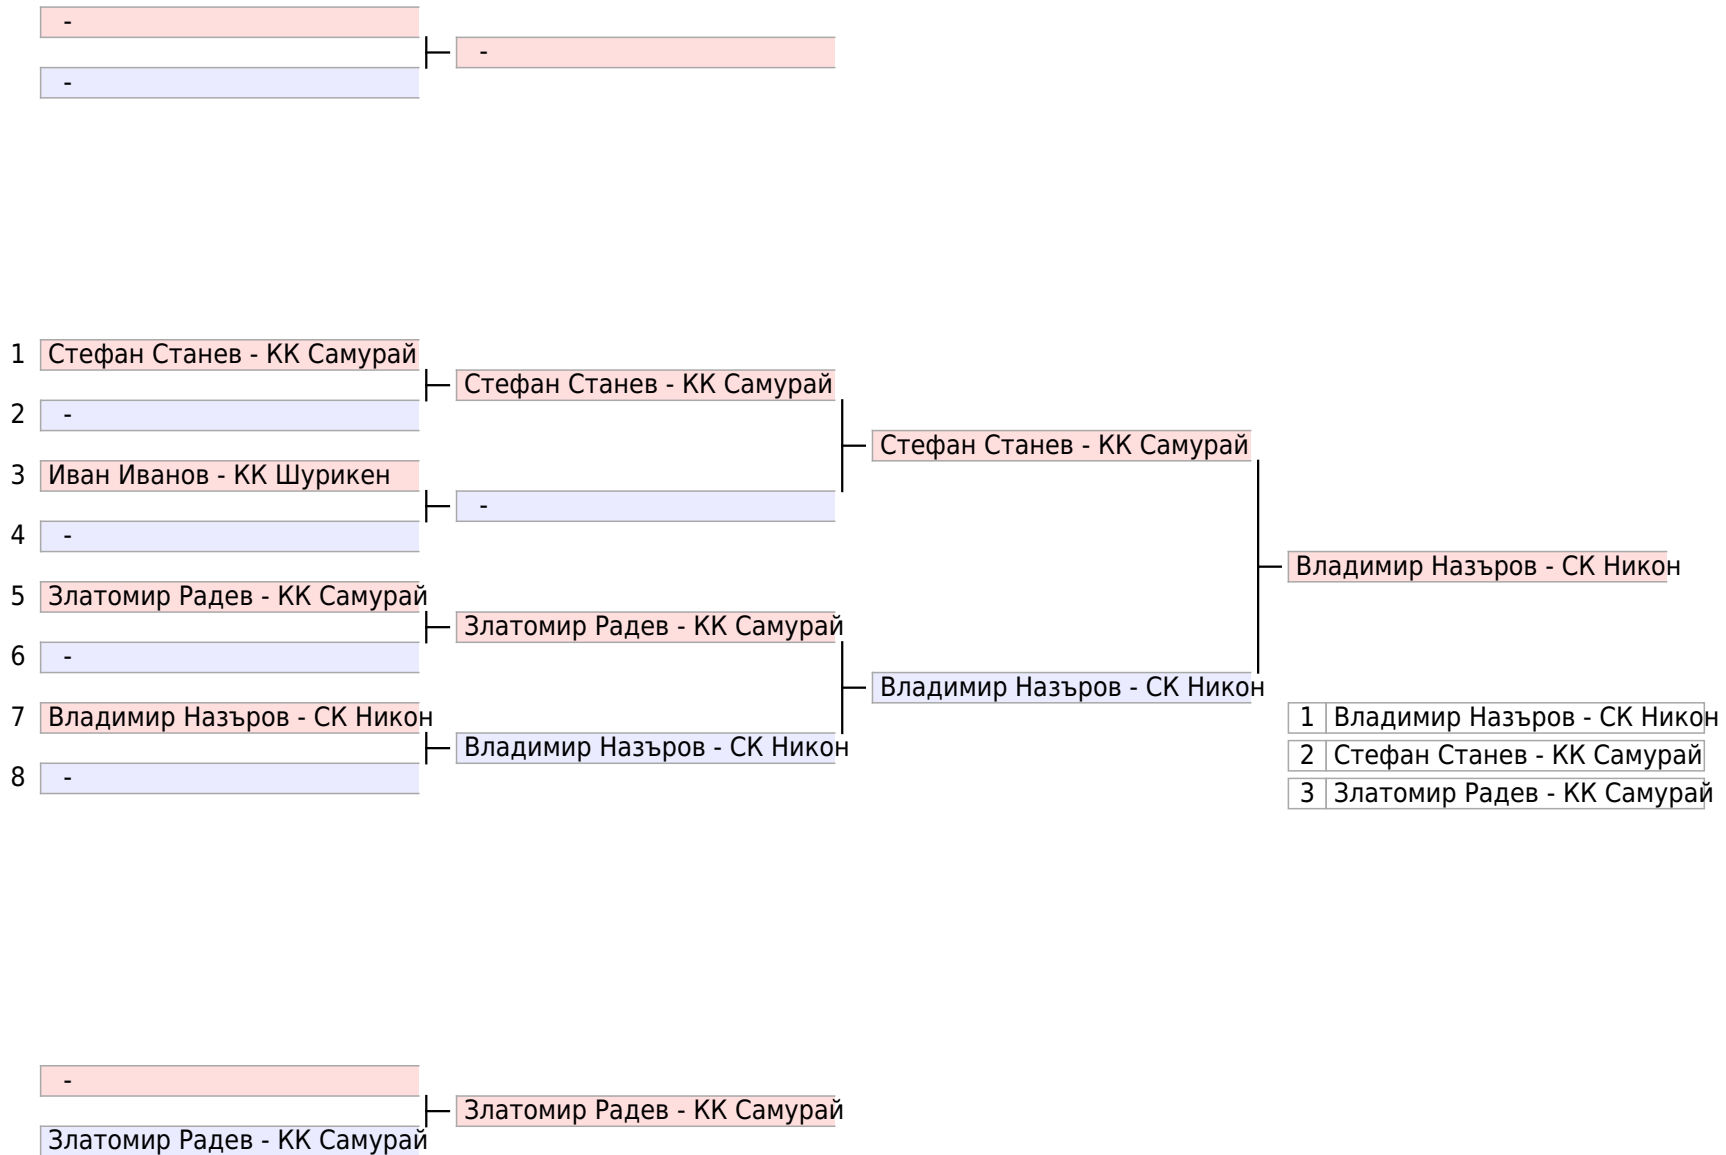 -
-
-
1 Стефан Станев - КК Самурай
Стефан Станев - КК Самурай
2 -
Стефан Станев - КК Самурай
3 Иван Иванов - КК Шурикен
-
4 -
Владимир Назъров - СК Никон
5 Златомир Радев - КК Самурай
Златомир Радев - КК Самурай
6 -
Владимир Назъров - СК Никон
7 Владимир Назъров - СК Никон
Владимир Назъров - СК Никон
8 -
1 Владимир Назъров - СК Никон
2 Стефан Станев - КК Самурай
3 Златомир Радев - КК Самурай
-
Златомир Радев - КК Самурай
Златомир Радев - КК Самурай